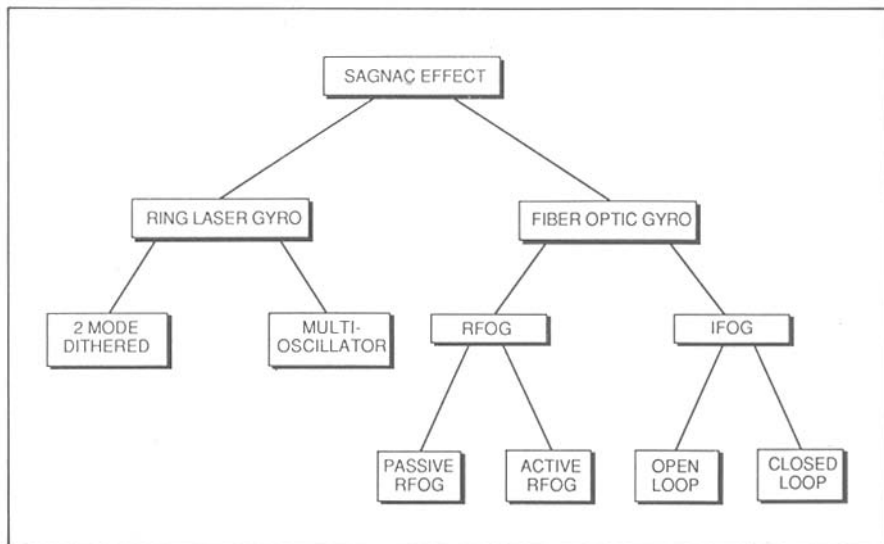 SAGNAC EFFECT
RING LASER GYRO
FIBER OPTIC GYRO
2 MODE
DITHERED
MULTI-
OSCILLATOR
RFOG
IFOG
PASSIVE
RFOG
ACTIVE
RFOG
OPEN
LOOP
CLOSED
LOOP